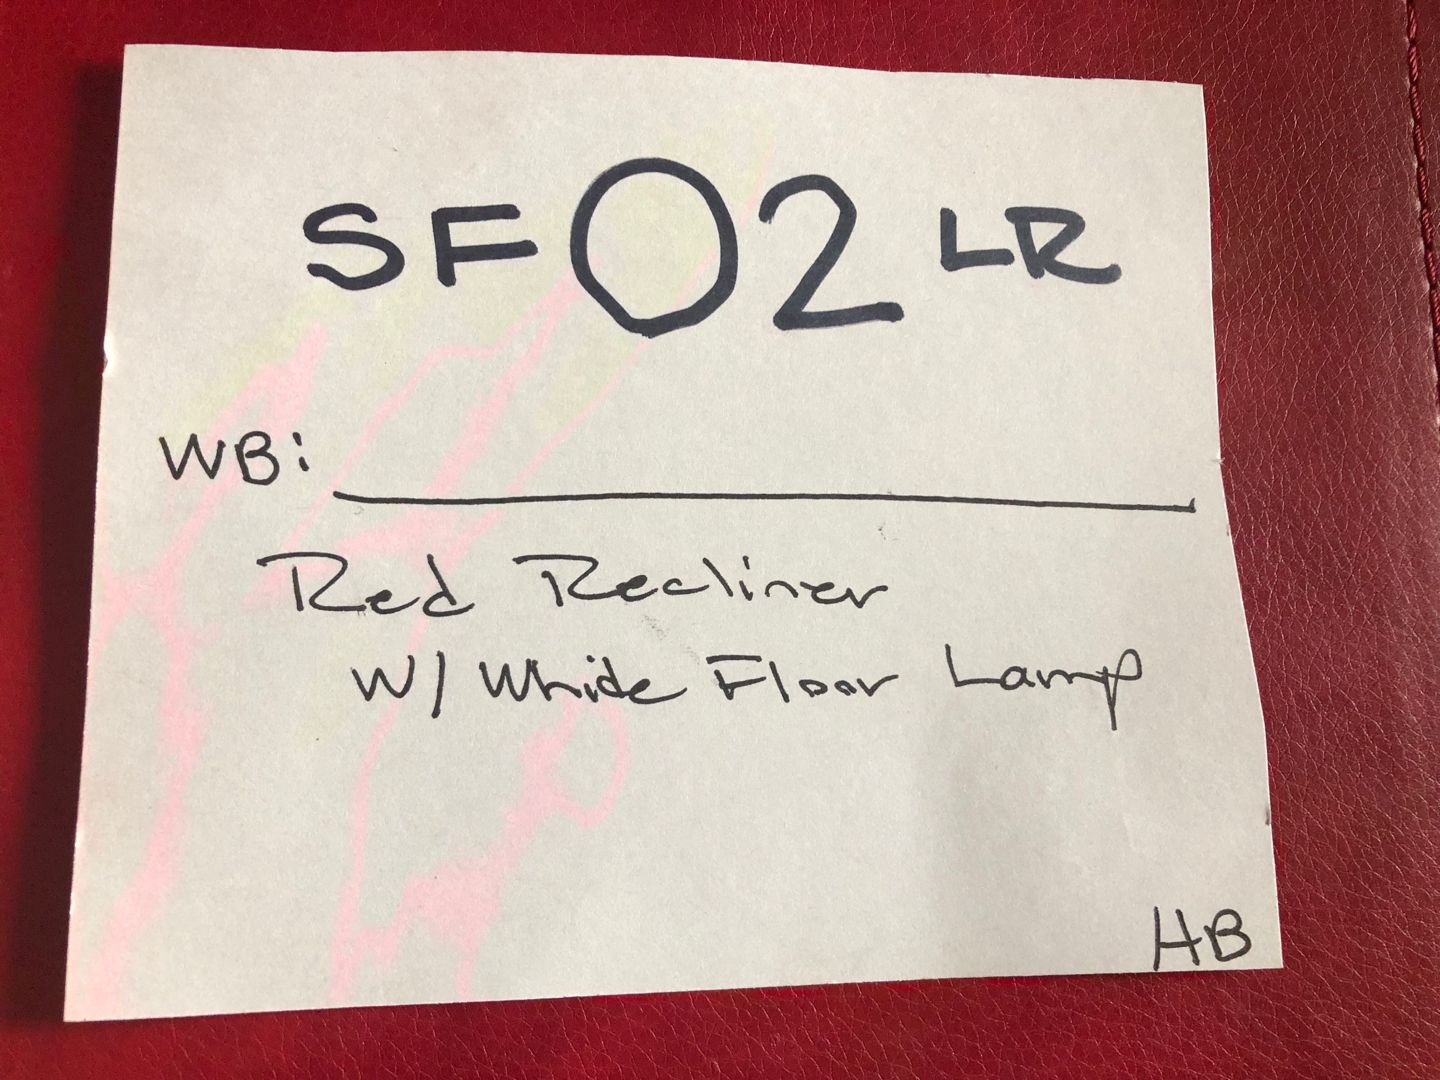 SF02 LR
WB: 
Red Recliner
W/ White Floor Lamp
HB